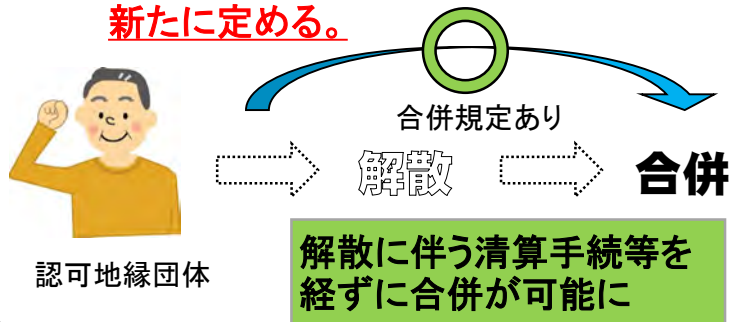 新たに定める。
合併規定あり
解散
合併
認可地縁団体
解散に伴う清算手続等を
経ずに合併が可能に